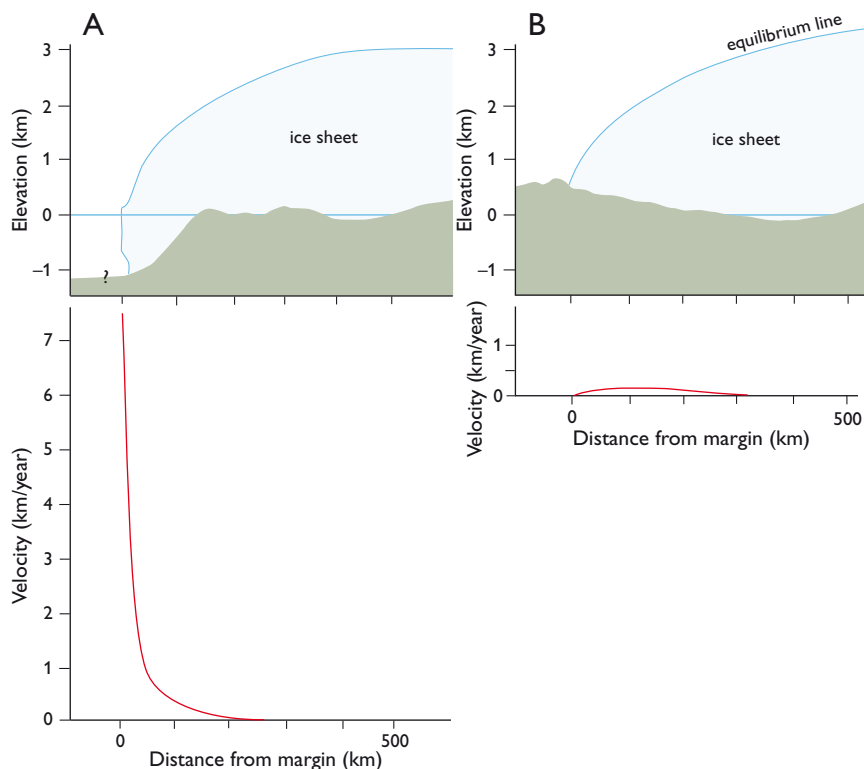 A
3
2
1
0
–1
Elevation (km)
ice sheet
?
7
6
5
4
3
2
1
0
Velocity (km/year)
0
500
Distance from margin (km)
B
equilibrium line
3
2
1
0
–1
Elevation (km)
ice sheet
1
0
Velocity (km/year)
0
500
Distance from margin (km)